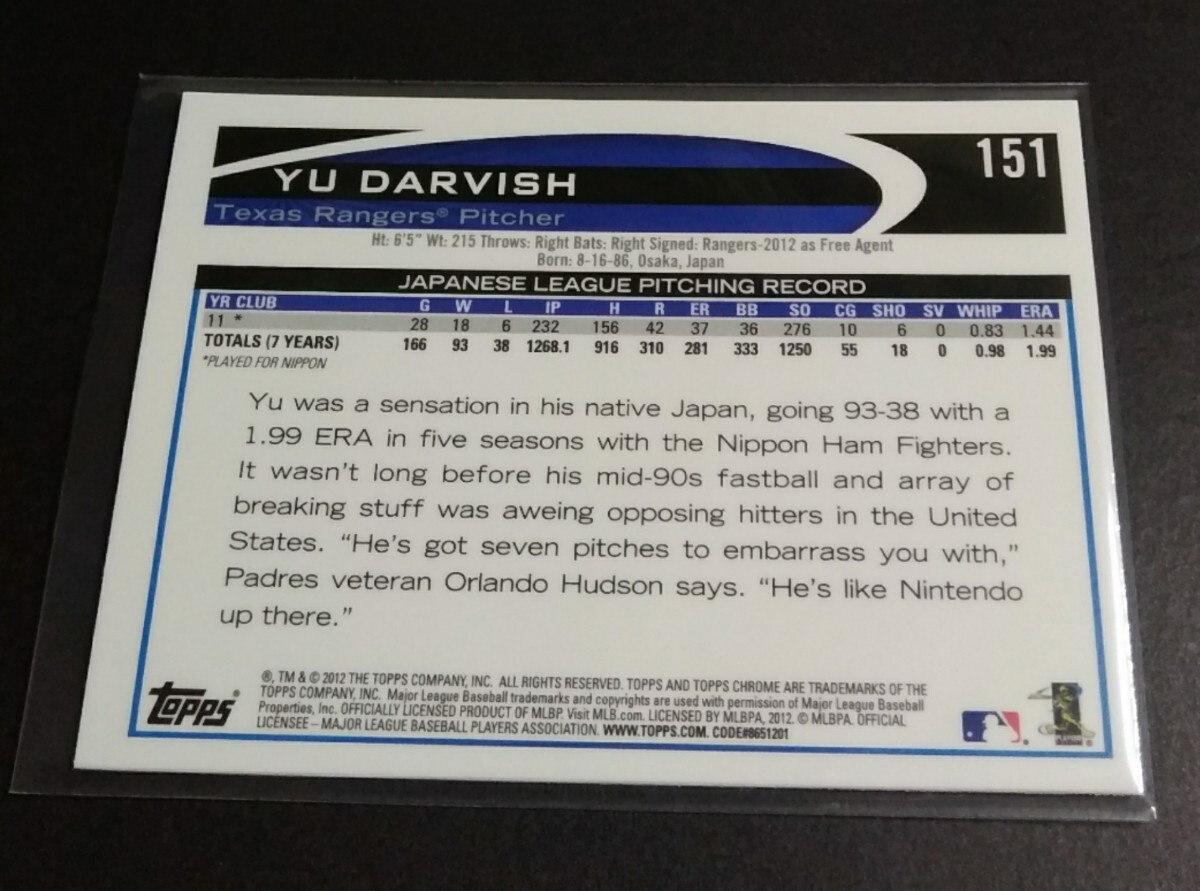 151
YU DARVISH
Texas Rangers® Pitcher
Ht: 6'5" Wt: 215 Throws: Right Bats: Right Signed: Rangers-2012 as Free Agent
Born: 8-16-86, Osaka, Japan
JAPANESE LEAGUE PITCHING RECORD
YR CLUB G W L IP H R ER BB SO CG SHO SV WHIP ERA
11 * 28 18 6 232 156 42 37 36 276 10 6 0 0.83 1.44
TOTALS (7 YEARS) 166 93 38 1268.1 916 310 281 333 1250 55 18 0 0.98 1.99
*PLAYED FOR NIPPON
Yu was a sensation in his native Japan, going 93-38 with a
1.99 ERA in five seasons with the Nippon Ham Fighters.
It wasn't long before his mid-90s fastball and array of
breaking stuff was aweing opposing hitters in the United
States. “He's got seven pitches to embarrass you with,”
Padres veteran Orlando Hudson says. “He's like Nintendo
up there.”
topps®
®, TM & © 2012 THE TOPPS COMPANY, INC. ALL RIGHTS RESERVED. TOPPS AND TOPPS CHROME ARE TRADEMARKS OF THE
TOPPS COMPANY, INC. Major League Baseball trademarks and copyrights are used with permission of Major League Baseball
Properties, Inc. OFFICIALLY LICENSED PRODUCT OF MLBP. Visit MLB.com. LICENSED BY MLBPA, 2012. © MLBPA. OFFICIAL
LICENSEE – MAJOR LEAGUE BASEBALL PLAYERS ASSOCIATION. WWW.TOPPS.COM. CODE#8651201